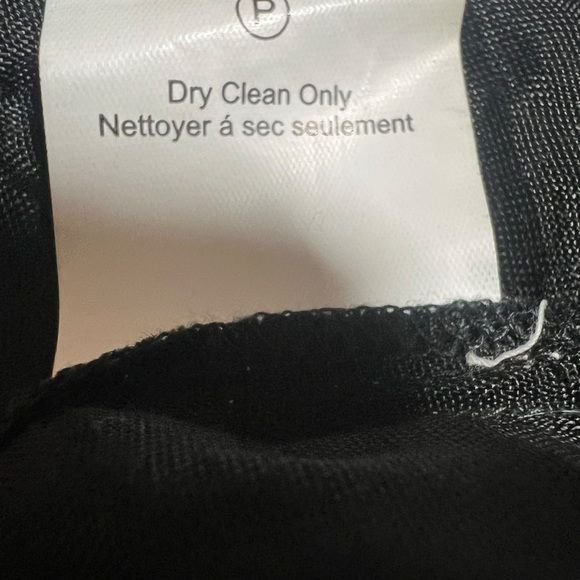 P
Dry Clean Only
Nettoyer á sec seulement